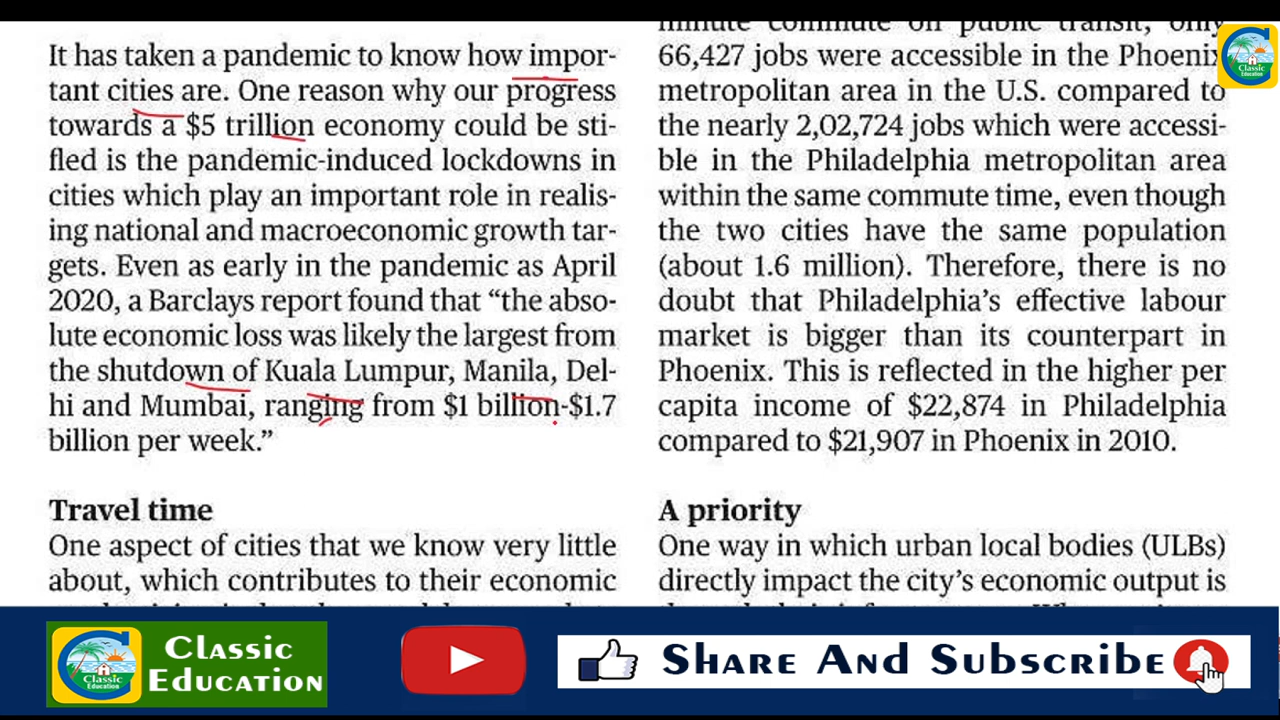 It has taken a pandemic to know how impor-
tant cities are. One reason why our progress
towards a $5 trillion economy could be sti-
fled is the pandemic-induced lockdowns in
cities which play an important role in realis-
ing national and macroeconomic growth tar-
gets. Even as early in the pandemic as April
2020, a Barclays report found that “the abso-
lute economic loss was likely the largest from
the shutdown of Kuala Lumpur, Manila, Del-
hi and Mumbai, ranging from $1 billion-$1.7
billion per week.”
Travel time
One aspect of cities that we know very little
about, which contributes to their economic
minute commute on public transit, only
66,427 jobs were accessible in the Phoenix
metropolitan area in the U.S. compared to
the nearly 2,02,724 jobs which were accessi-
ble in the Philadelphia metropolitan area
within the same commute time, even though
the two cities have the same population
(about 1.6 million). Therefore, there is no
doubt that Philadelphia’s effective labour
market is bigger than its counterpart in
Phoenix. This is reflected in the higher per
capita income of $22,874 in Philadelphia
compared to $21,907 in Phoenix in 2010.
A priority
One way in which urban local bodies (ULBs)
directly impact the city’s economic output is
Classic
Education
Classic
Education
Classic
Education
Share And Subscribe